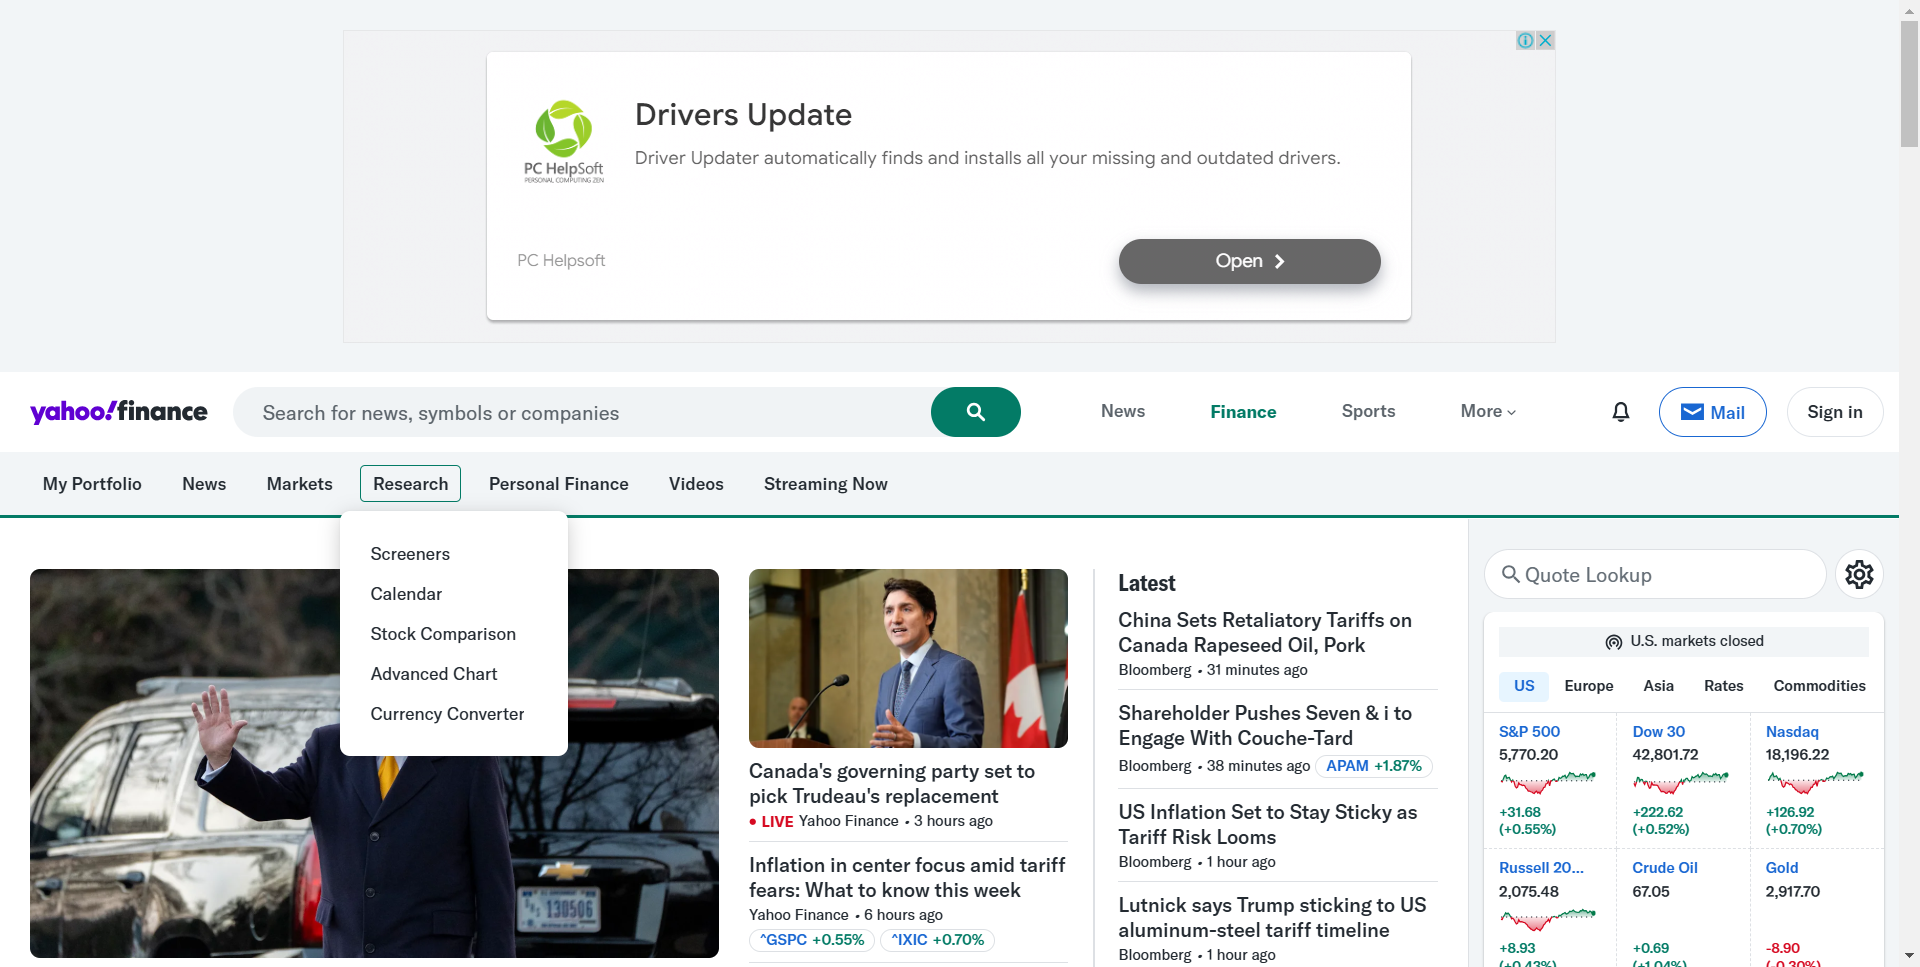 Drivers Update
Driver Updater automatically finds and installs all your missing and outdated drivers.
PC HelpSoft
PERSONAL COMPUTING ZEN
PC Helpsoft
Open
yahoo!finance
Search for news, symbols or companies
News
Finance
Sports
More
Mail
Sign in
My Portfolio
News
Markets
Research
Personal Finance
Videos
Streaming Now
Screeners
Calendar
Stock Comparison
Advanced Chart
Currency Converter
130506
Canada's governing party set to
pick Trudeau's replacement
• LIVE Yahoo Finance • 3 hours ago
Inflation in center focus amid tariff
fears: What to know this week
Yahoo Finance • 6 hours ago
^GSPC +0.55%
^IXIC +0.70%
Latest
China Sets Retaliatory Tariffs on
Canada Rapeseed Oil, Pork
Bloomberg • 31 minutes ago
Shareholder Pushes Seven & i to
Engage With Couche-Tard
Bloomberg • 38 minutes ago
APAM +1.87%
US Inflation Set to Stay Sticky as
Tariff Risk Looms
Bloomberg • 1 hour ago
Lutnick says Trump sticking to US
aluminum-steel tariff timeline
Bloomberg • 1 hour ago
Quote Lookup
U.S. markets closed
US
Europe
Asia
Rates
Commodities
S&P 500
5,770.20
+31.68
(+0.55%)
Dow 30
42,801.72
+222.62
(+0.52%)
Nasdaq
18,196.22
+126.92
(+0.70%)
Russell 20...
2,075.48
+8.93
(+0.43%)
Crude Oil
67.05
+0.69
(+1.04%)
Gold
2,917.70
-8.90
(-0.30%)